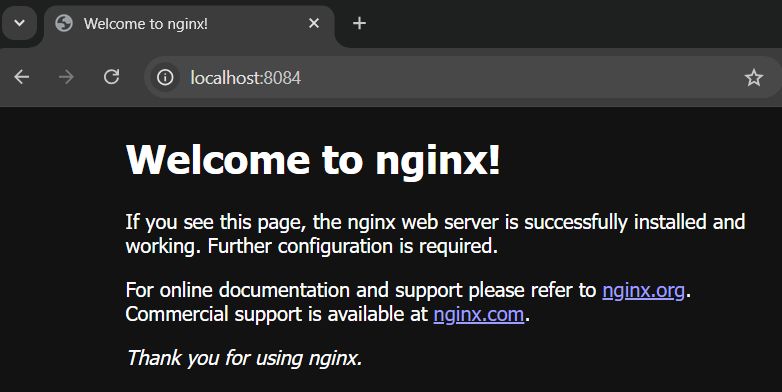 Welcome to nginx!
localhost:8084
Welcome to nginx!
If you see this page, the nginx web server is successfully installed and
working. Further configuration is required.
For online documentation and support please refer to nginx.org.
Commercial support is available at nginx.com.
Thank you for using nginx.